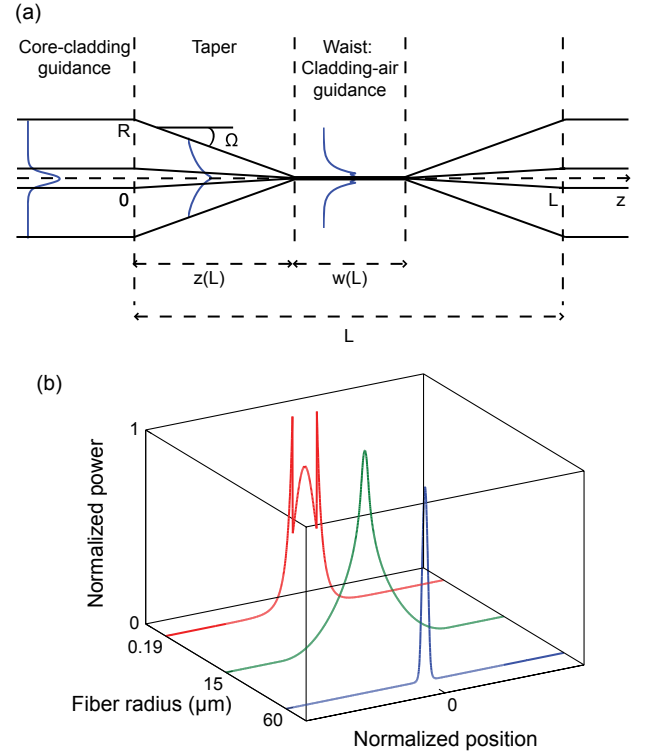 (a)
Core-cladding
guidance
Taper
Waist:
Cladding-air
guidance
R
Ω
0
L
z
z(L)
w(L)
L
(b)
1
Normalized power
0
0.19
15
Fiber radius (μm)
60
0
Normalized position